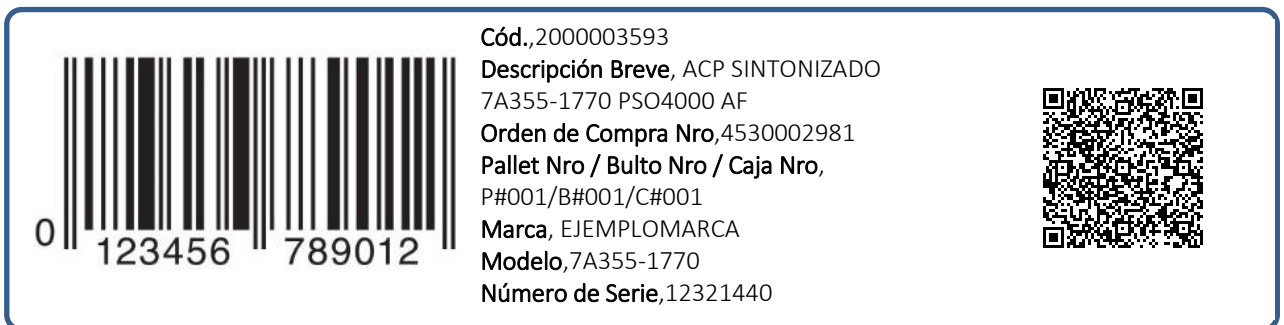 0 123456 789012
Cód.,2000003593
Descripción Breve, ACP SINTONIZADO
7A355-1770 PSO4000 AF
Orden de Compra Nro,4530002981
Pallet Nro / Bulto Nro / Caja Nro,
P#001/B#001/C#001
Marca, EJEMPLOMARCA
Modelo,7A355-1770
Número de Serie,12321440